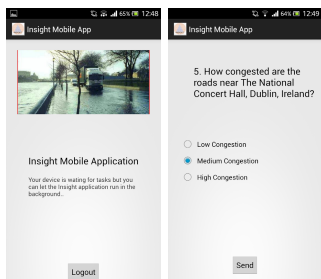 65% 12:48
Insight Mobile App
Insight Mobile Application
Your device is wating for tasks but you
can let the Insight application run in the
background..
Logout
64% 12:49
Insight Mobile App
5. How congested are the
roads near The National
Concert Hall, Dublin, Ireland?
Low Congestion
Medium Congestion
High Congestion
Send